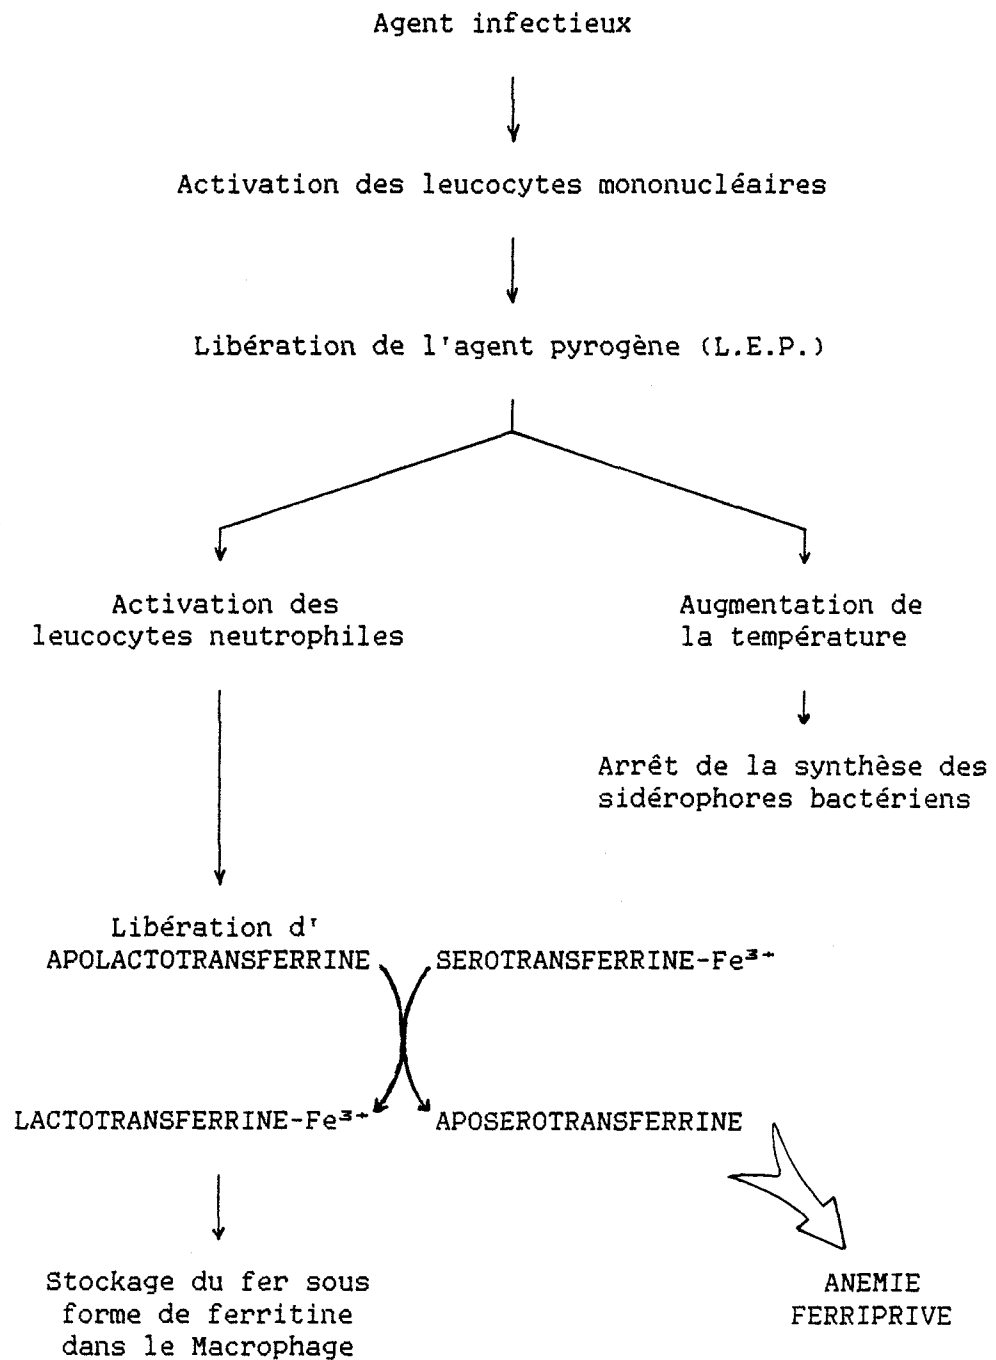 Agent infectieux
Activation des leucocytes mononucléaires
Libération de l'agent pyrogène (L.E.P.)
Activation des
leucocytes neutrophiles
Augmentation de
la température
Arrêt de la synthèse des
sidérophores bactériens
Libération d'
APOLACTOTRANSFERRINE
SEROTRANSFERRINE-Fe³⁺
LACTOTRANSFERRINE-Fe³⁺
APOSEROTRANSFERRINE
Stockage du fer sous
forme de ferritine
dans le Macrophage
ANEMIE
FERRIPRIVE